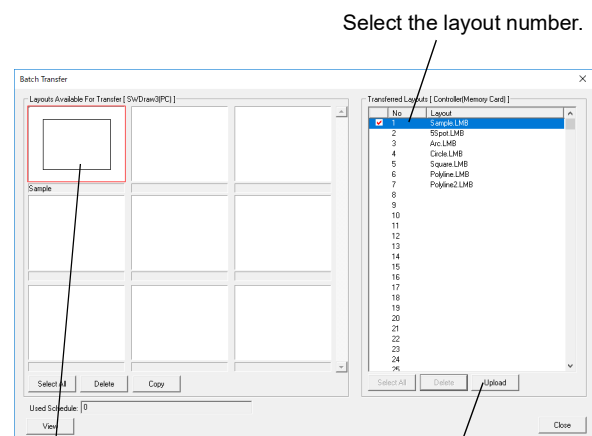 Select the layout number.
Batch Transfer
Layouts Available For Transfer [ SWDraw3(PC) ]
Sample
Select All Delete Copy
Used Schedule: 0
View
Transferred Layouts [ Controller(Memory Card) ]
No Layout
1 Sample.LMB
2 5Spot.LMB
3 Arc.LMB
4 Circle.LMB
5 Square.LMB
6 Polyline.LMB
7 Polyline2.LMB
8
9
10
11
12
13
14
15
16
17
18
19
20
21
22
23
24
25
Select All Delete Upload
Close